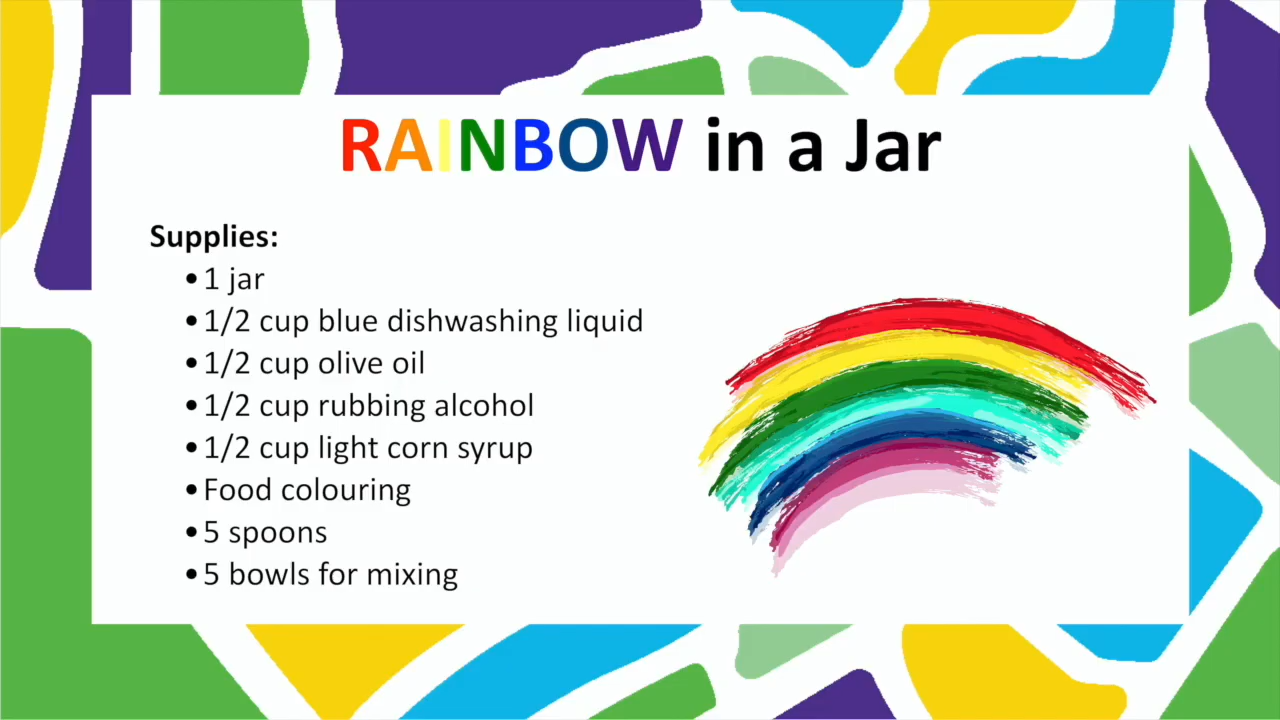 RAINBOW in a Jar
Supplies:
•1 jar
•1/2 cup blue dishwashing liquid
•1/2 cup olive oil
•1/2 cup rubbing alcohol
•1/2 cup light corn syrup
•Food colouring
•5 spoons
•5 bowls for mixing